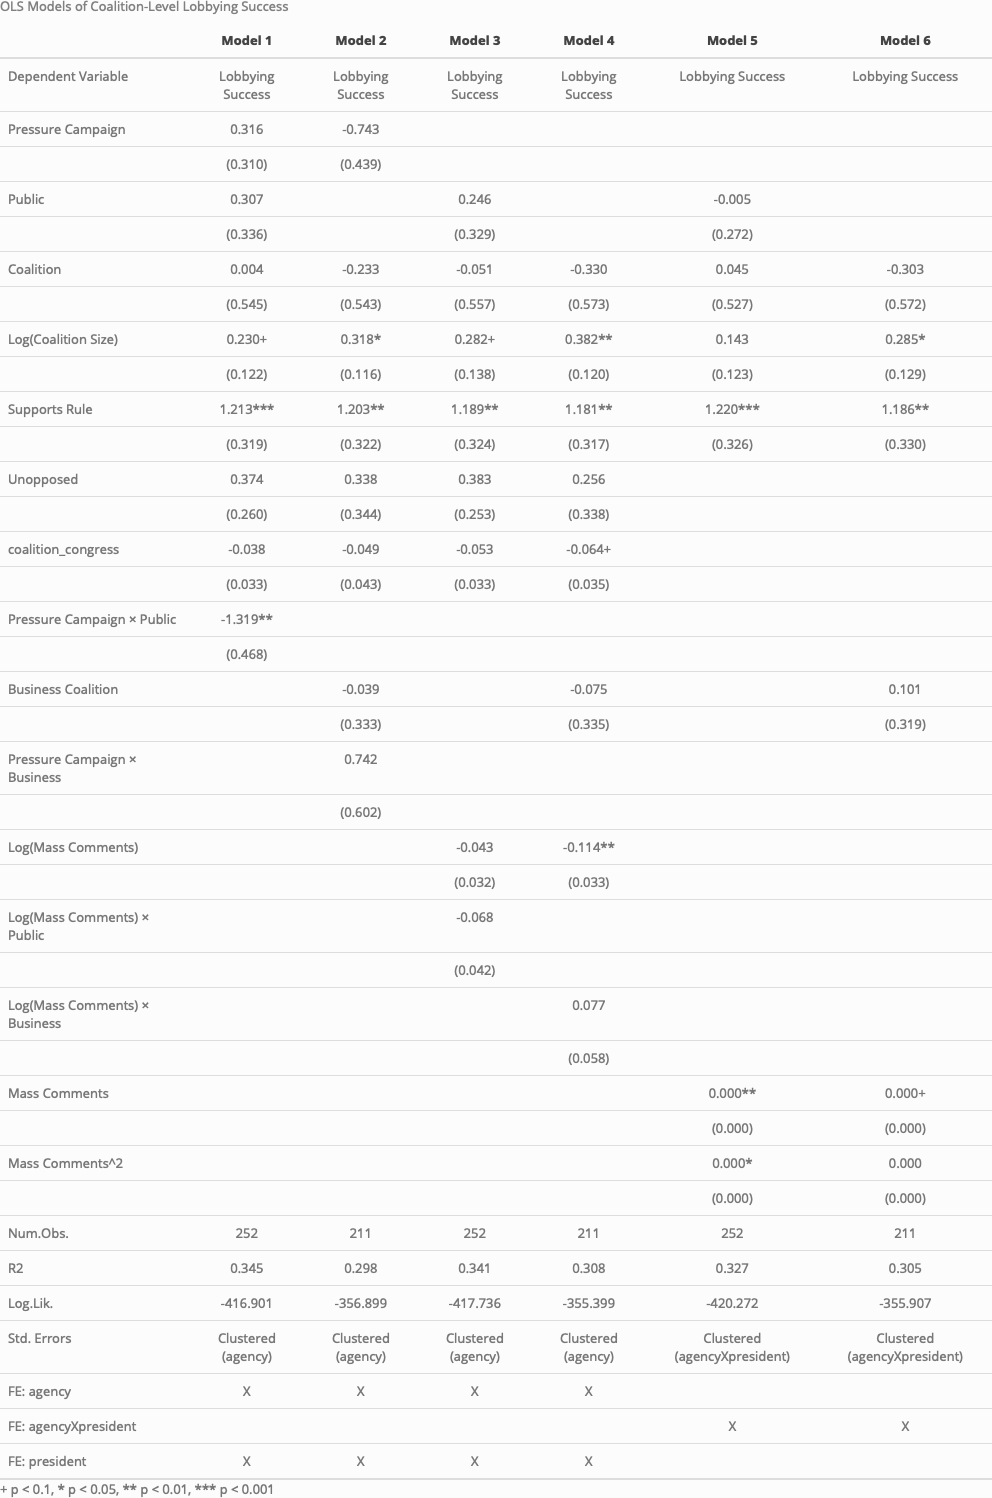 OLS Models of Coalition-Level Lobbying Success
Model 1 Model 2 Model 3 Model 4 Model 5 Model 6
Dependent Variable Lobbying Success Lobbying Success Lobbying Success Lobbying Success Lobbying Success Lobbying Success
Pressure Campaign 0.316 -0.743
(0.310) (0.439)
Public 0.307 0.246 -0.005
(0.336) (0.329) (0.272)
Coalition 0.004 -0.233 -0.051 -0.330 0.045 -0.303
(0.545) (0.543) (0.557) (0.573) (0.527) (0.572)
Log(Coalition Size) 0.230+ 0.318* 0.282+ 0.382** 0.143 0.285*
(0.122) (0.116) (0.138) (0.120) (0.123) (0.129)
Supports Rule 1.213*** 1.203** 1.189** 1.181** 1.220*** 1.186**
(0.319) (0.322) (0.324) (0.317) (0.326) (0.330)
Unopposed 0.374 0.338 0.383 0.256
(0.260) (0.344) (0.253) (0.338)
coalition_congress -0.038 -0.049 -0.053 -0.064+
(0.033) (0.043) (0.033) (0.035)
Pressure Campaign × Public -1.319**
(0.468)
Business Coalition -0.039 -0.075 0.101
(0.333) (0.335) (0.319)
Pressure Campaign × Business 0.742
(0.602)
Log(Mass Comments) -0.043 -0.114**
(0.032) (0.033)
Log(Mass Comments) × Public -0.068
(0.042)
Log(Mass Comments) × Business 0.077
(0.058)
Mass Comments 0.000** 0.000+
(0.000) (0.000)
Mass Comments^2 0.000* 0.000
(0.000) (0.000)
Num.Obs. 252 211 252 211 252 211
R2 0.345 0.298 0.341 0.308 0.327 0.305
Log.Lik. -416.901 -356.899 -417.736 -355.399 -420.272 -355.907
Std. Errors Clustered (agency) Clustered (agency) Clustered (agency) Clustered (agency) Clustered (agencyXpresident) Clustered (agencyXpresident)
FE: agency X X X X
FE: agencyXpresident X X
FE: president X X X X
+ p < 0.1, * p < 0.05, ** p < 0.01, *** p < 0.001